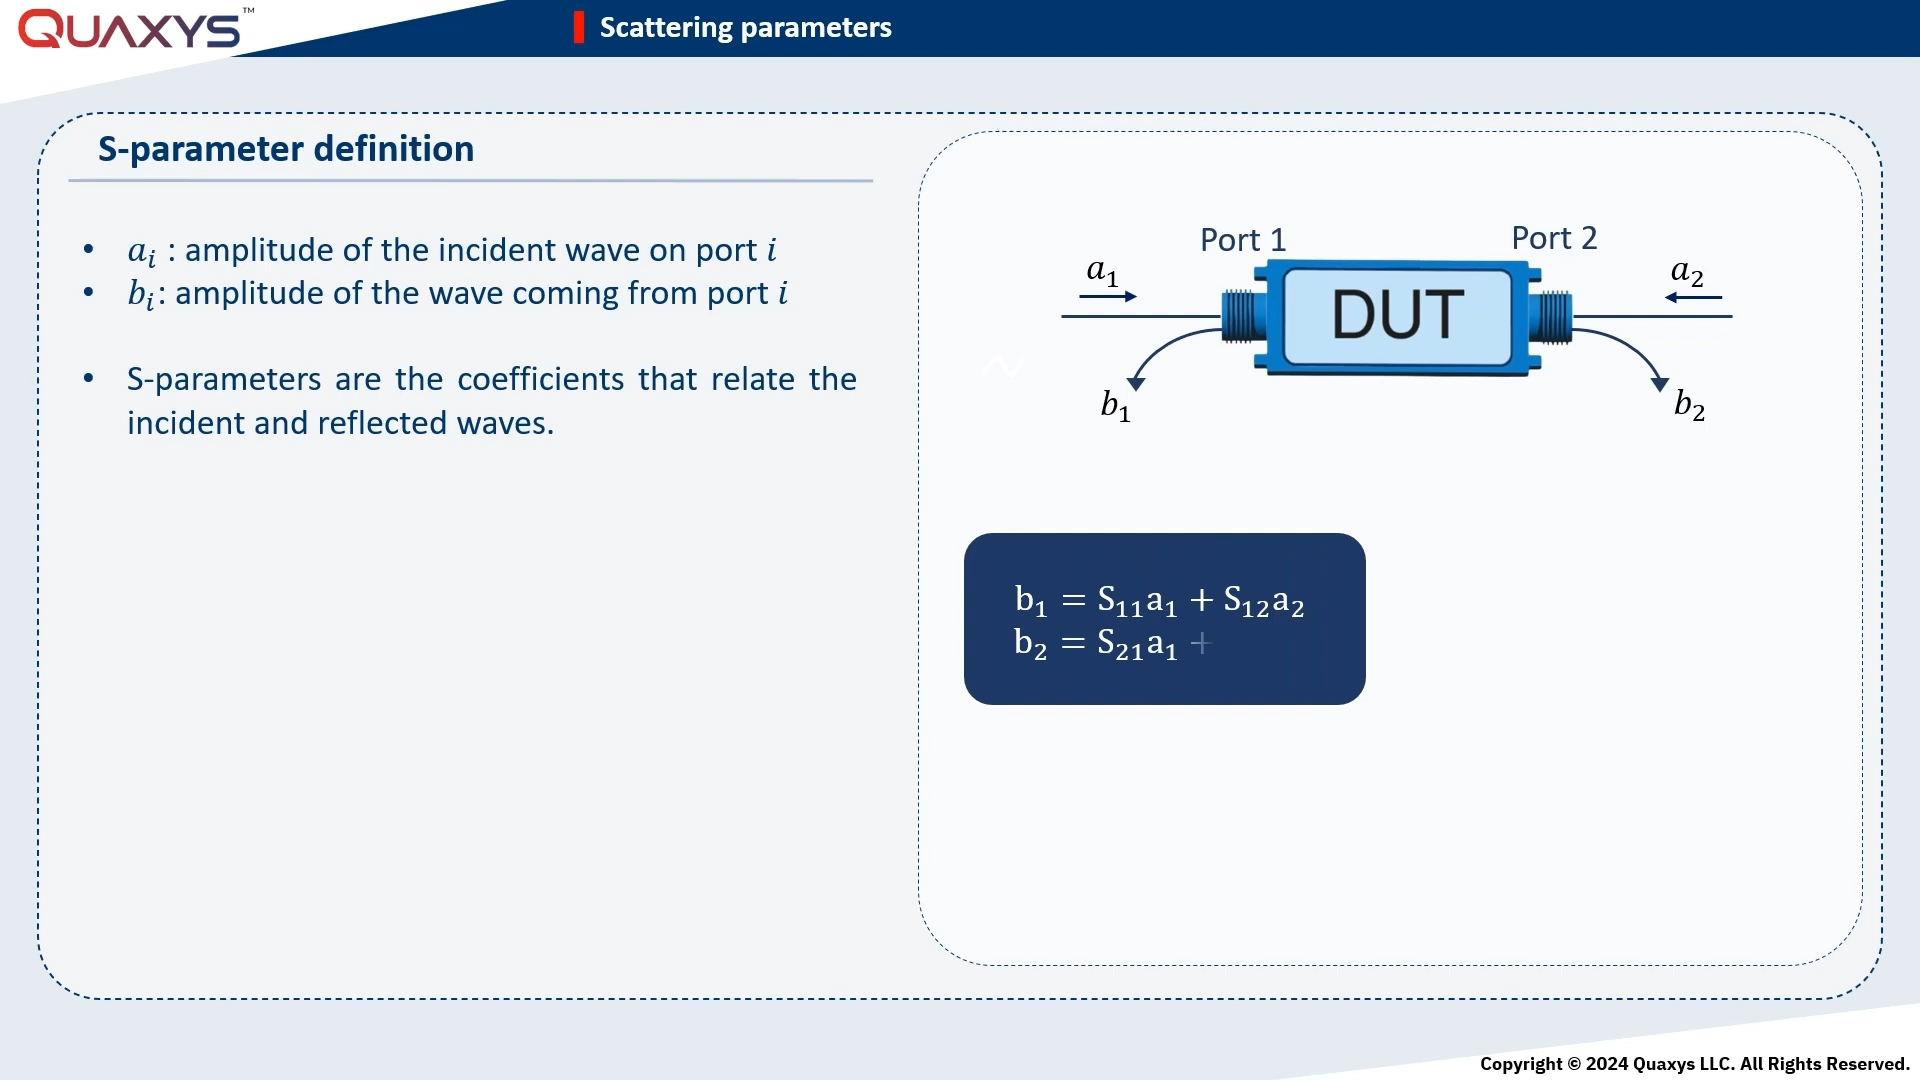 QUAXYS™
Scattering parameters
S-parameter definition
• aᵢ : amplitude of the incident wave on port i
• bᵢ: amplitude of the wave coming from port i
• S-parameters are the coefficients that relate the
incident and reflected waves.
Port 1
Port 2
a₁
a₂
DUT
b₁
b₂
b₁ = S₁₁a₁ + S₁₂a₂
b₂ = S₂₁a₁ +
Copyright © 2024 Quaxys LLC. All Rights Reserved.